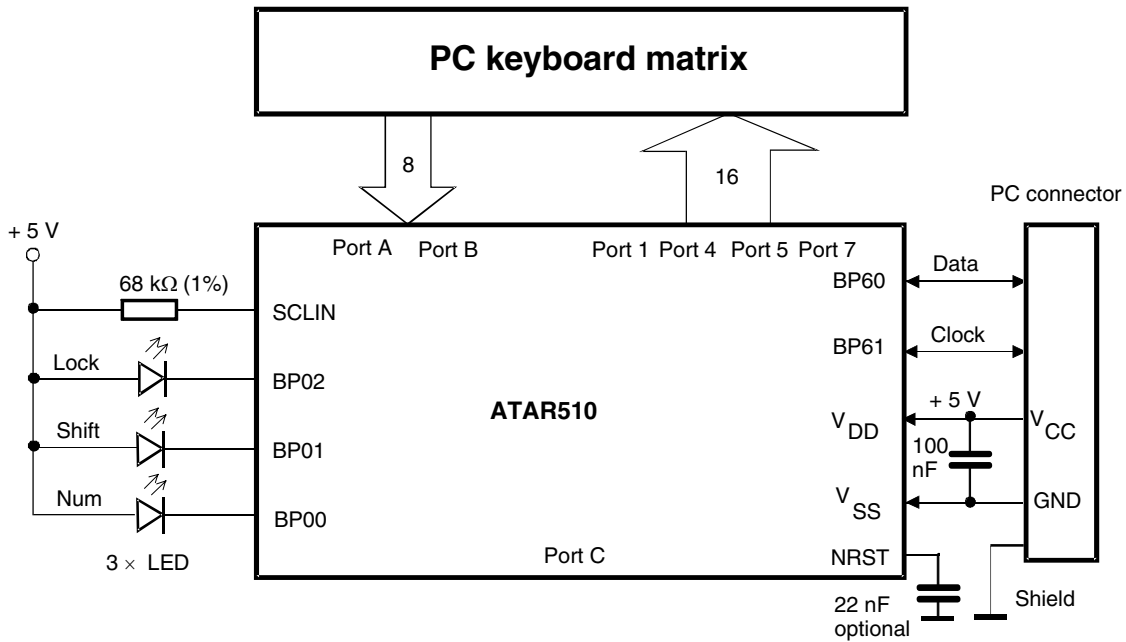 PC keyboard matrix
8
16
PC connector
+ 5 V
Port A
Port B
Port 1 Port 4 Port 5 Port 7
68 kΩ (1%)
SCLIN
BP60
Data
BP61
Clock
Lock
BP02
ATAR510
+ 5 V
VDD
VCC
Shift
BP01
100
nF
Num
BP00
VSS
GND
3 × LED
Port C
NRST
22 nF
optional
Shield